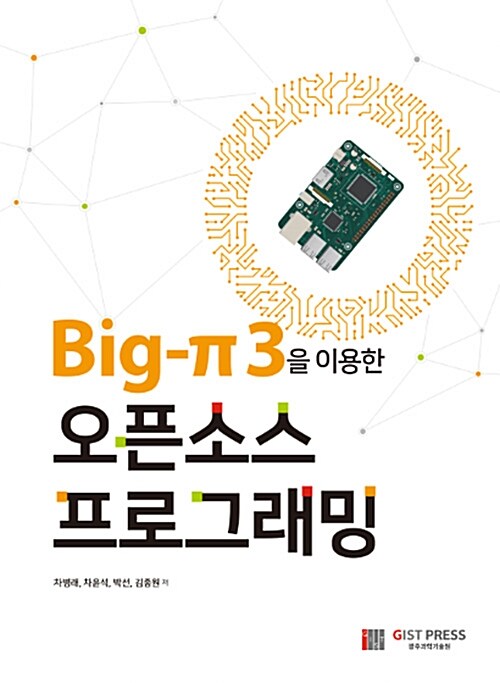 Big-π 3을 이용한
오픈소스
프로그래밍
차병래, 차윤석, 박선, 김종원 저
GIST PRESS
광주과학기술원